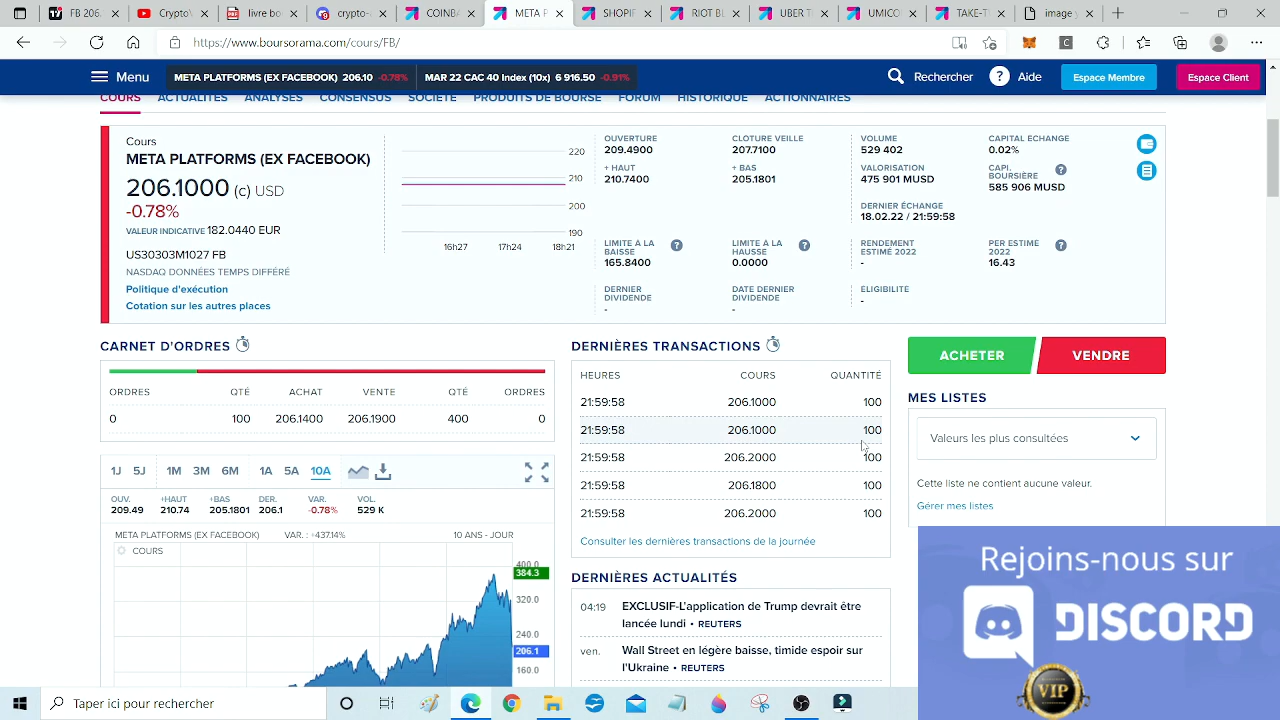 FB 206
COINBA
META P
SHOPIF
RIOT BL
UBER TE
UMICO
TAKE-T
image y
https://www.boursorama.com/cours/FB/
Menu
META PLATFORMS (EX FACEBOOK) 206.10 -0.78%
MAR 22 CAC 40 Index (10x) 6 916.50 -0.91%
Rechercher
? Aide
Espace Membre
Espace Client
COURS ACTUALITÉS ANALYSES CONSENSUS SOCIÉTÉ PRODUITS DE BOURSE FORUM HISTORIQUE ACTIONNAIRES
Cours
META PLATFORMS (EX FACEBOOK)
206.1000 (c) USD
-0.78%
VALEUR INDICATIVE 182.0440 EUR
US30303M1027 FB
NASDAQ DONNÉES TEMPS DIFFÉRÉ
Politique d'exécution
Cotation sur les autres places
220
210
200
190
16h27 17h24 18h21
OUVERTURE
209.4900
CLÔTURE VEILLE
207.7100
VOLUME
529 402
CAPITAL ÉCHANGÉ
0.02%
+ HAUT
210.7400
+ BAS
205.1801
VALORISATION
475 901 MUSD
CAPI.
BOURSIÈRE
585 906 MUSD
DERNIER ÉCHANGE
18.02.22 / 21:59:58
LIMITE À LA
BAISSE
165.8400
LIMITE À LA
HAUSSE
0.0000
RENDEMENT
ESTIMÉ 2022
-
PER ESTIMÉ
2022
16.43
DERNIER
DIVIDENDE
-
DATE DERNIER
DIVIDENDE
-
ÉLIGIBILITÉ
-
CARNET D'ORDRES
ORDRES QTÉ ACHAT VENTE QTÉ ORDRES
0 100 206.1400 206.1900 400 0
DERNIÈRES TRANSACTIONS
HEURES COURS QUANTITÉ
21:59:58 206.1000 100
21:59:58 206.1000 100
21:59:58 206.2000 100
21:59:58 206.1800 100
21:59:58 206.2000 100
Consulter les dernières transactions de la journée
ACHETER
VENDRE
MES LISTES
Valeurs les plus consultées
Cette liste ne contient aucune valeur.
Gérer mes listes
1J 5J 1M 3M 6M 1A 5A 10A
OUV. +HAUT +BAS DER. VAR. VOL.
209.49 210.74 205.1801 206.1 -0.78% 529 K
META PLATFORMS (EX FACEBOOK) VAR. : +437.14% 10 ANS - JOUR
COURS
400.0
384.3
320.0
240.0
206.1
160.0
DERNIÈRES ACTUALITÉS
04:19 EXCLUSIF-L'application de Trump devrait être
lancée lundi • REUTERS
ven. Wall Street en légère baisse, timide espoir sur
l'Ukraine • REUTERS
Rejoins-nous sur
DISCORD
VIP
Taper ici pour rechercher